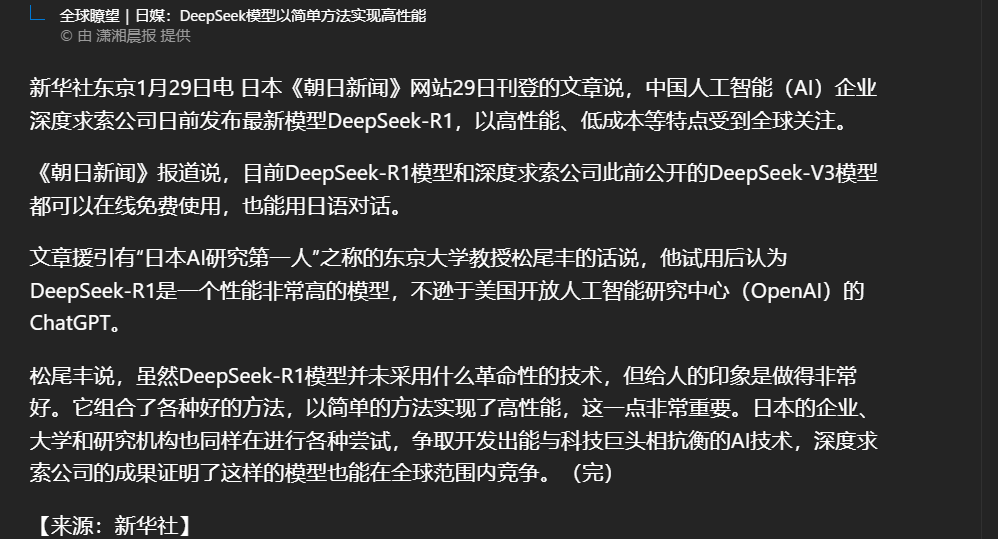 全球瞭望 | 日媒：DeepSeek模型以简单方法实现高性能
© 由 潇湘晨报 提供
新华社东京1月29日电 日本《朝日新闻》网站29日刊登的文章说，中国人工智能（AI）企业
深度求索公司日前发布最新模型DeepSeek-R1，以高性能、低成本等特点受到全球关注。
《朝日新闻》报道说，目前DeepSeek-R1模型和深度求索公司此前公开的DeepSeek-V3模型
都可以在线免费使用，也能用日语对话。
文章援引有“日本AI研究第一人”之称的东京大学教授松尾丰的话说，他试用后认为
DeepSeek-R1是一个性能非常高的模型，不逊于美国开放人工智能研究中心（OpenAI）的
ChatGPT。
松尾丰说，虽然DeepSeek-R1模型并未采用什么革命性的技术，但给人的印象是做得非常
好。它组合了各种好的方法，以简单的方法实现了高性能，这一点非常重要。日本的企业、
大学和研究机构也同样在进行各种尝试，争取开发出能与科技巨头相抗衡的AI技术，深度求
索公司的成果证明了这样的模型也能在全球范围内竞争。（完）
【来源：新华社】